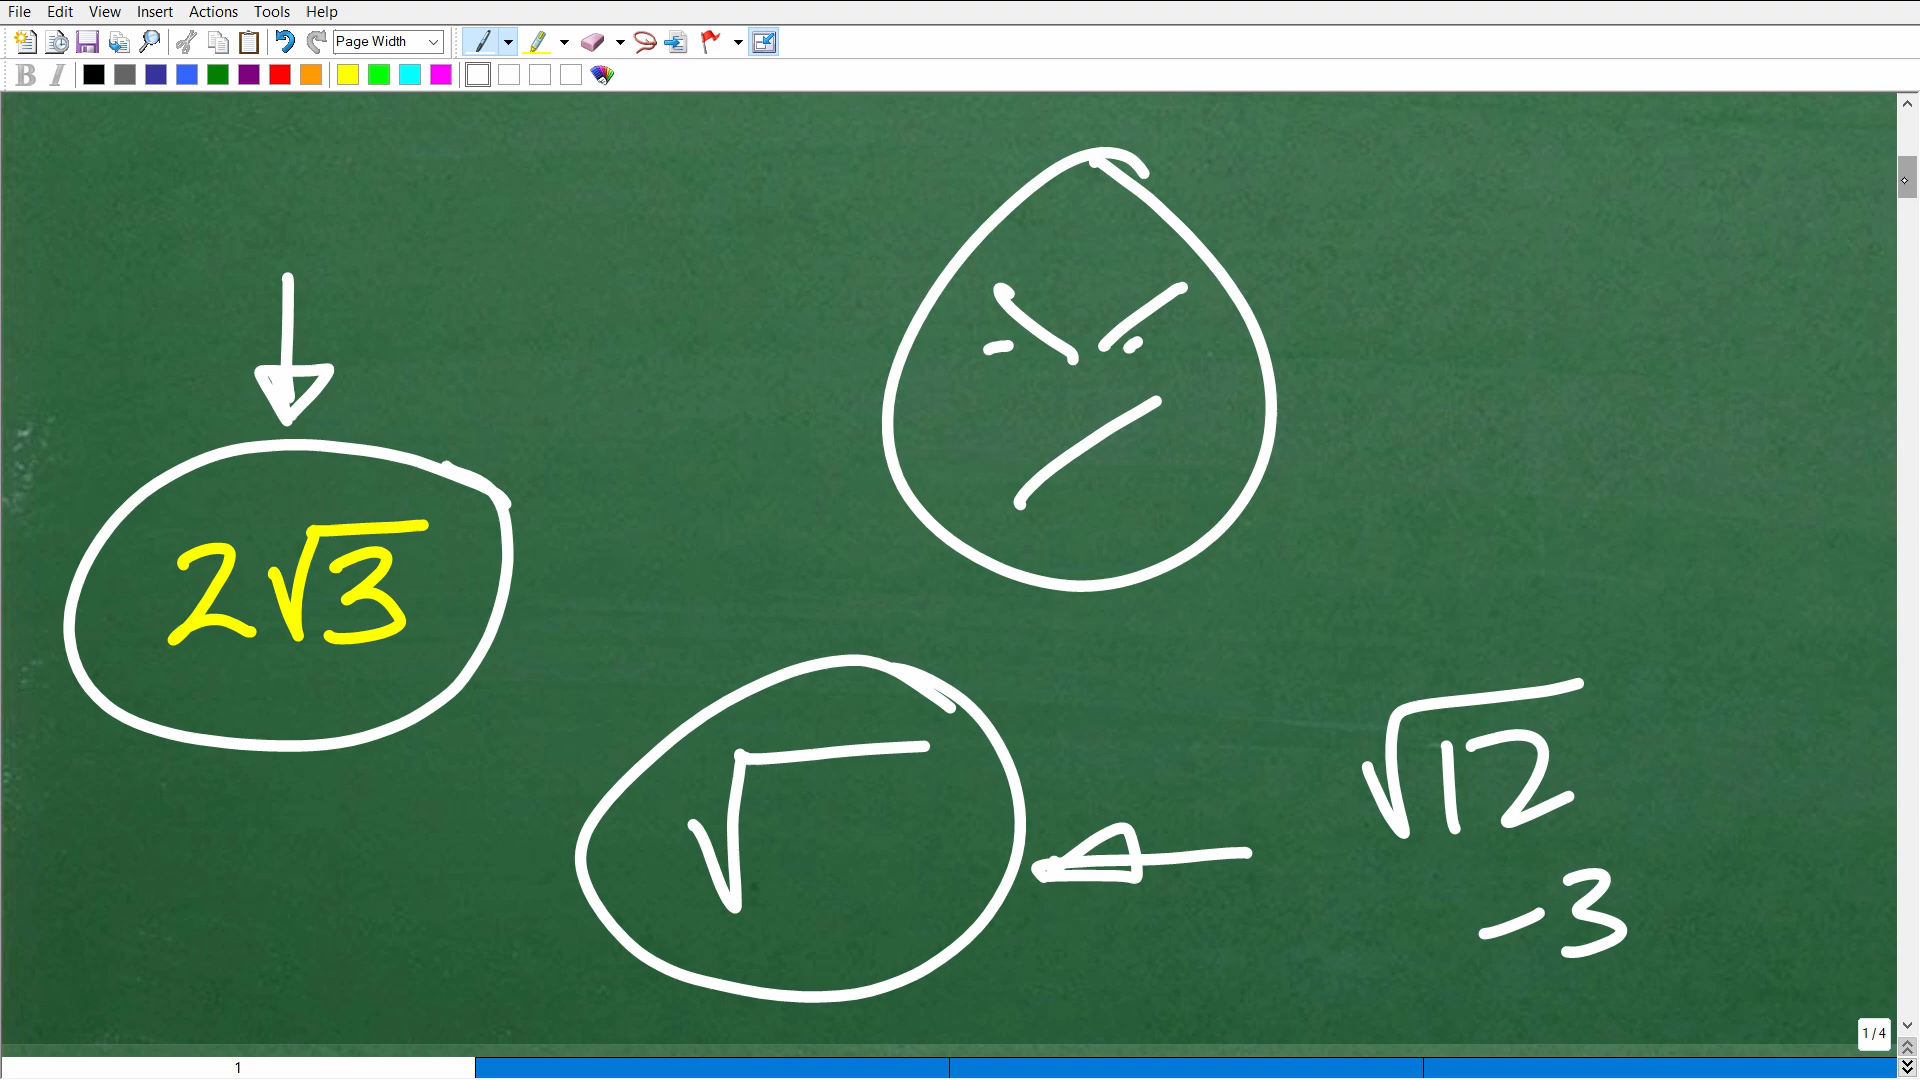 File Edit View Insert Actions Tools Help
Page Width
B I
2√3
√
√12
-3
1 / 4
1